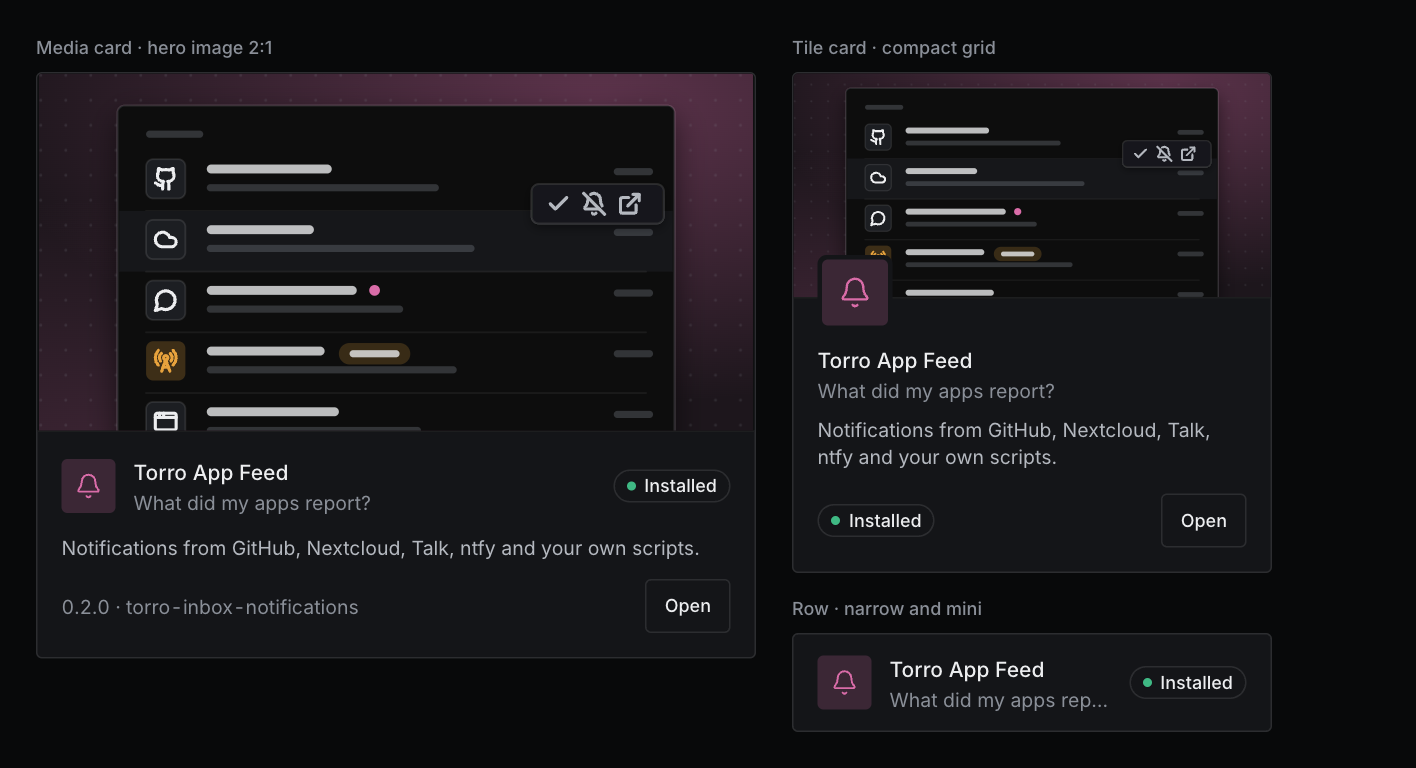 Media card · hero image 2:1
Torro App Feed
What did my apps report?
Installed
Notifications from GitHub, Nextcloud, Talk, ntfy and your own scripts.
0.2.0 · torro-inbox-notifications
Open
Tile card · compact grid
Torro App Feed
What did my apps report?
Notifications from GitHub, Nextcloud, Talk,
ntfy and your own scripts.
Installed
Open
Row · narrow and mini
Torro App Feed
What did my apps rep...
Installed